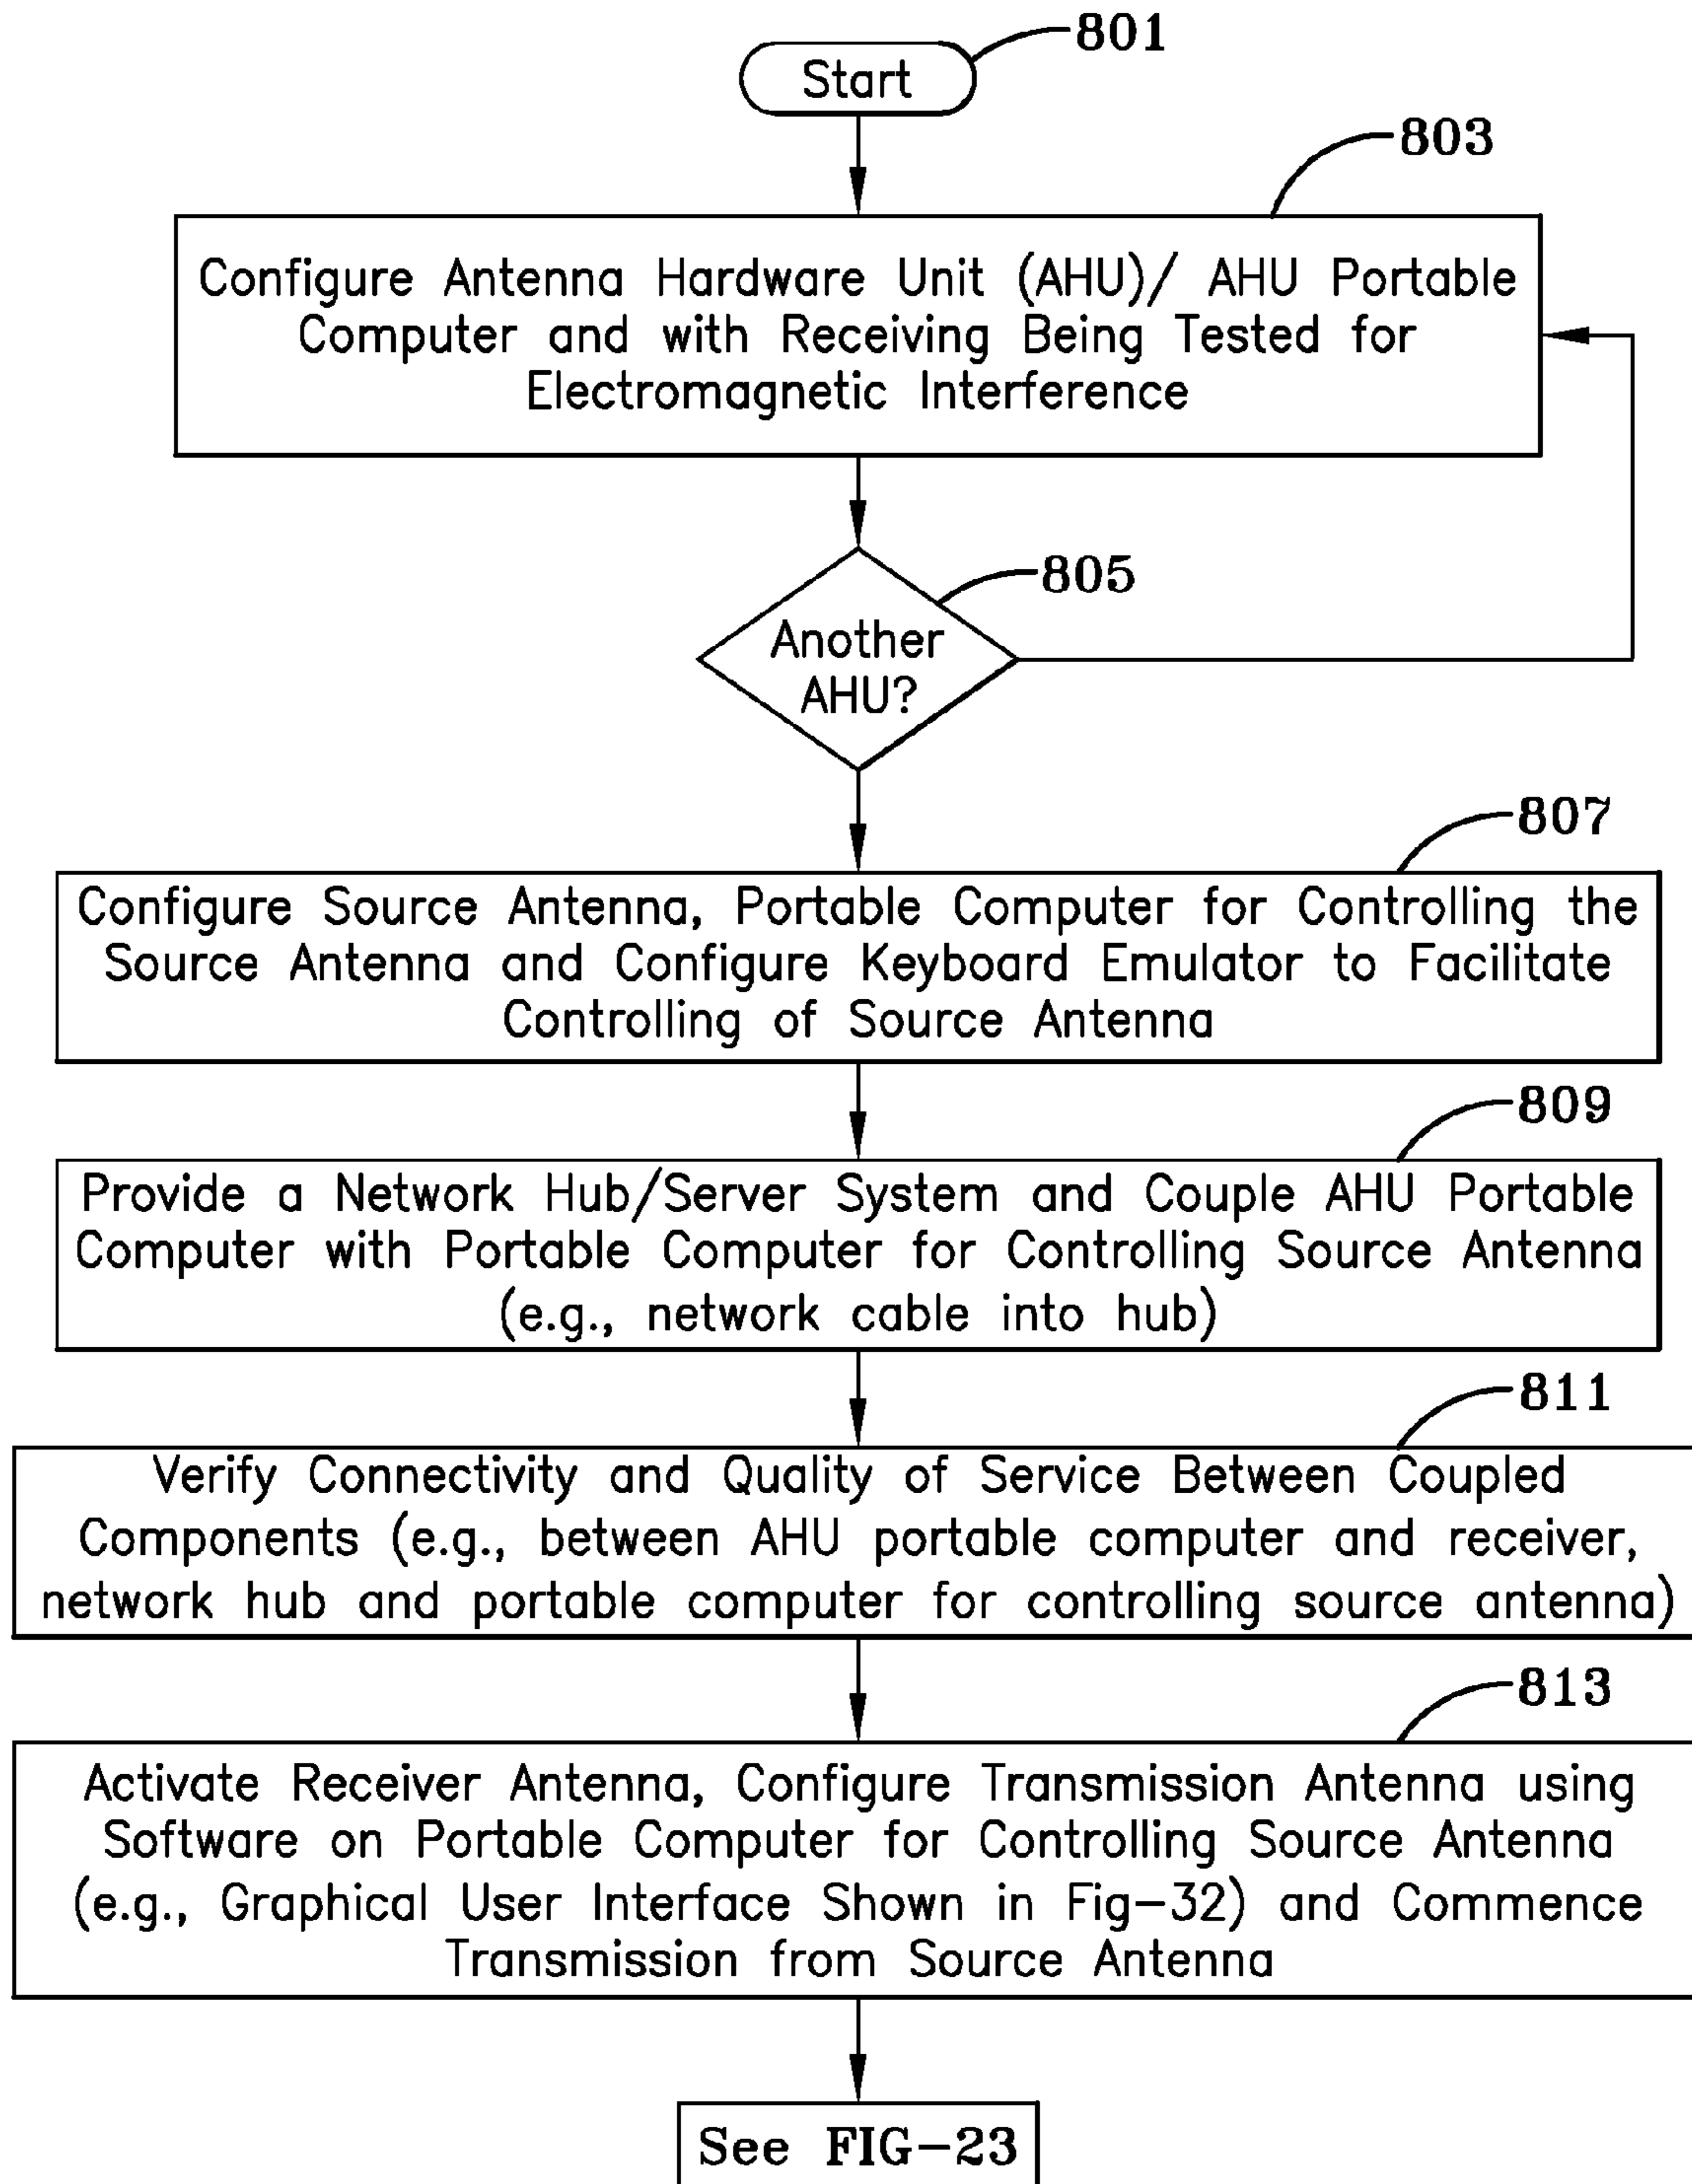 801
Start
803
Configure Antenna Hardware Unit (AHU)/ AHU Portable
Computer and with Receiving Being Tested for
Electromagnetic Interference
805
Another
AHU?
807
Configure Source Antenna, Portable Computer for Controlling the
Source Antenna and Configure Keyboard Emulator to Facilitate
Controlling of Source Antenna
809
Provide a Network Hub/Server System and Couple AHU Portable
Computer with Portable Computer for Controlling Source Antenna
(e.g., network cable into hub)
811
Verify Connectivity and Quality of Service Between Coupled
Components (e.g., between AHU portable computer and receiver,
network hub and portable computer for controlling source antenna)
813
Activate Receiver Antenna, Configure Transmission Antenna using
Software on Portable Computer for Controlling Source Antenna
(e.g., Graphical User Interface Shown in Fig-32) and Commence
Transmission from Source Antenna
See FIG-23